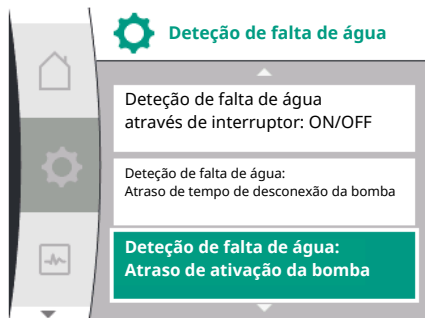 Deteção de falta de água
Deteção de falta de água
através de interruptor: ON/OFF
Deteção de falta de água:
Atraso de tempo de desconexão da bomba
Deteção de falta de água:
Atraso de ativação da bomba